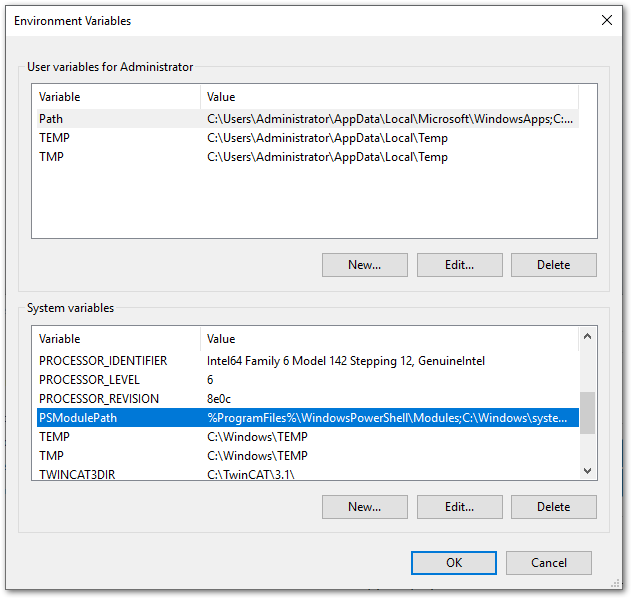 Environment Variables
User variables for Administrator
Variable Value
Path C:\Users\Administrator\AppData\Local\Microsoft\WindowsApps;C:...
TEMP C:\Users\Administrator\AppData\Local\Temp
TMP C:\Users\Administrator\AppData\Local\Temp
New... Edit... Delete
System variables
Variable Value
PROCESSOR_IDENTIFIER Intel64 Family 6 Model 142 Stepping 12, GenuineIntel
PROCESSOR_LEVEL 6
PROCESSOR_REVISION 8e0c
PSModulePath %ProgramFiles%\WindowsPowerShell\Modules;C:\Windows\syste...
TEMP C:\Windows\TEMP
TMP C:\Windows\TEMP
TWINCAT3DIR C:\TwinCAT\3.1\
New... Edit... Delete
OK Cancel